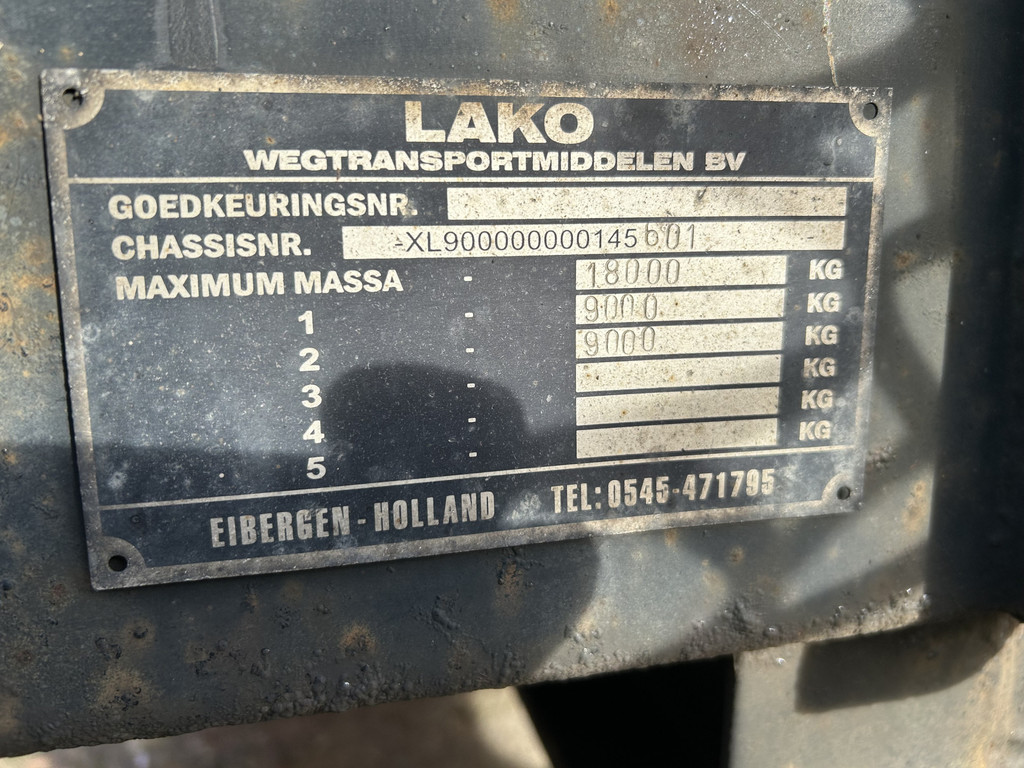 LAKO
WEGTRANSPORTMIDDELEN BV
GOEDKEURINGSNR.
CHASSISNR. -XL900000000145601
MAXIMUM MASSA - 18000 KG
1 - 9000 KG
2 - 9000 KG
3 - KG
4 - KG
5 - KG
EIBERGEN - HOLLAND TEL: 0545-471795